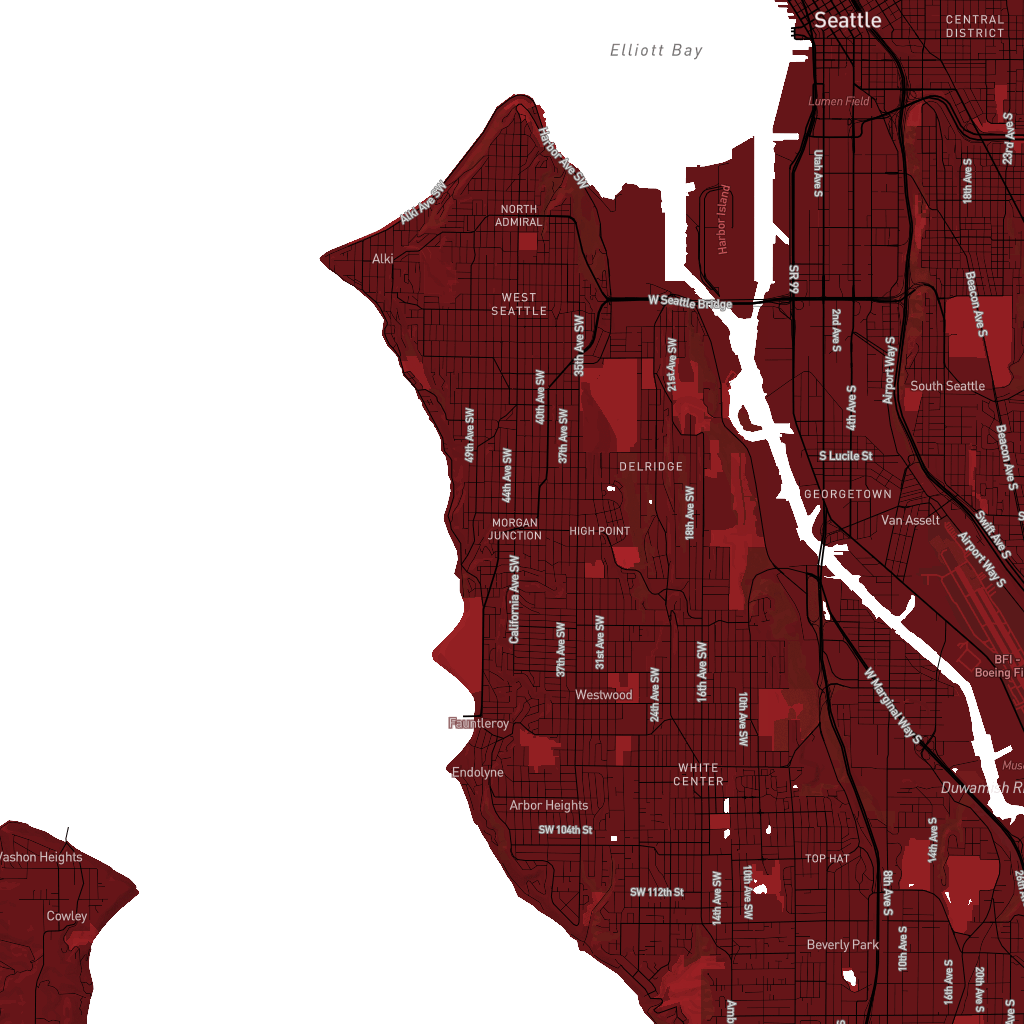 Seattle
CENTRAL
DISTRICT
Elliott Bay
Lumen Field
23rd Ave S
Harbor Ave SW
Utah Ave S
18th Ave S
Alki Ave SW
NORTH
ADMIRAL
Harbor Island
Alki
SR 99
WEST
SEATTLE
W Seattle Bridge
Beacon Ave S
2nd Ave S
35th Ave SW
21st Ave SW
Airport Way S
South Seattle
40th Ave SW
4th Ave S
49th Ave SW
37th Ave SW
Beacon Ave S
S Lucile St
DELRIDGE
44th Ave SW
GEORGETOWN
18th Ave SW
Van Asselt
MORGAN
JUNCTION
HIGH POINT
Swift Ave S
Airport Way S
California Ave SW
37th Ave SW
31st Ave SW
16th Ave SW
BFI -
Boeing Fi
24th Ave SW
Westwood
10th Ave SW
W Marginal Way S
Fauntleroy
Endolyne
WHITE
CENTER
Muse
Duwamish Ri
Arbor Heights
SW 104th St
14th Ave S
Vashon Heights
TOP HAT
SW 112th St
14th Ave SW
10th Ave SW
8th Ave S
Cowley
Beverly Park
10th Ave S
16th Ave S
20th Ave S
Amb